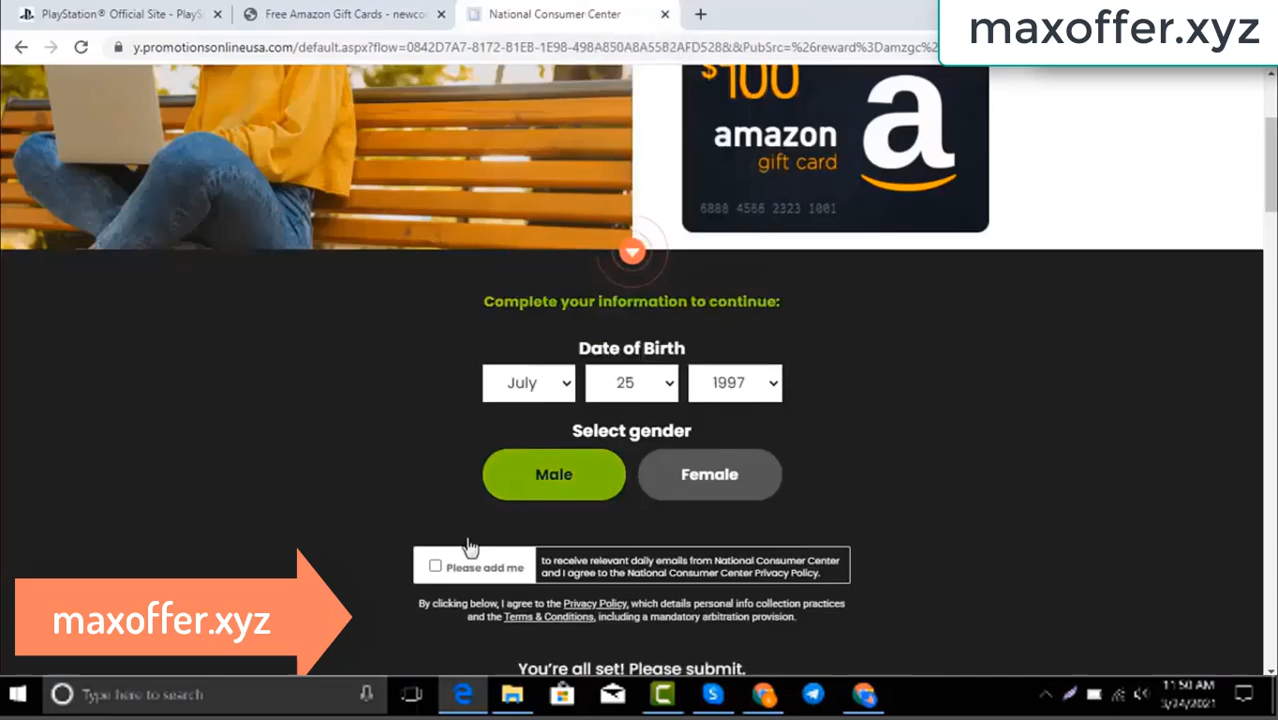 PlayStation® Official Site - PlayS
Free Amazon Gift Cards - newco
National Consumer Center
maxoffer.xyz
y.promotionsonlineusa.com/default.aspx?flow=0842D7A7-8172-B1EB-1E98-498A850A8A55B2AFD528&&PubSrc=%26reward%3Damzgc%
$100
amazon
gift card
6888 4566 2323 1001
Complete your information to continue:
Date of Birth
July 25 1997
Select gender
Male Female
Please add me
to receive relevant daily emails from National Consumer Center
and I agree to the National Consumer Center Privacy Policy.
By clicking below, I agree to the Privacy Policy, which details personal info collection practices
and the Terms & Conditions, including a mandatory arbitration provision.
maxoffer.xyz
You're all set! Please submit.
Type here to search
11:50 AM
3/24/2021